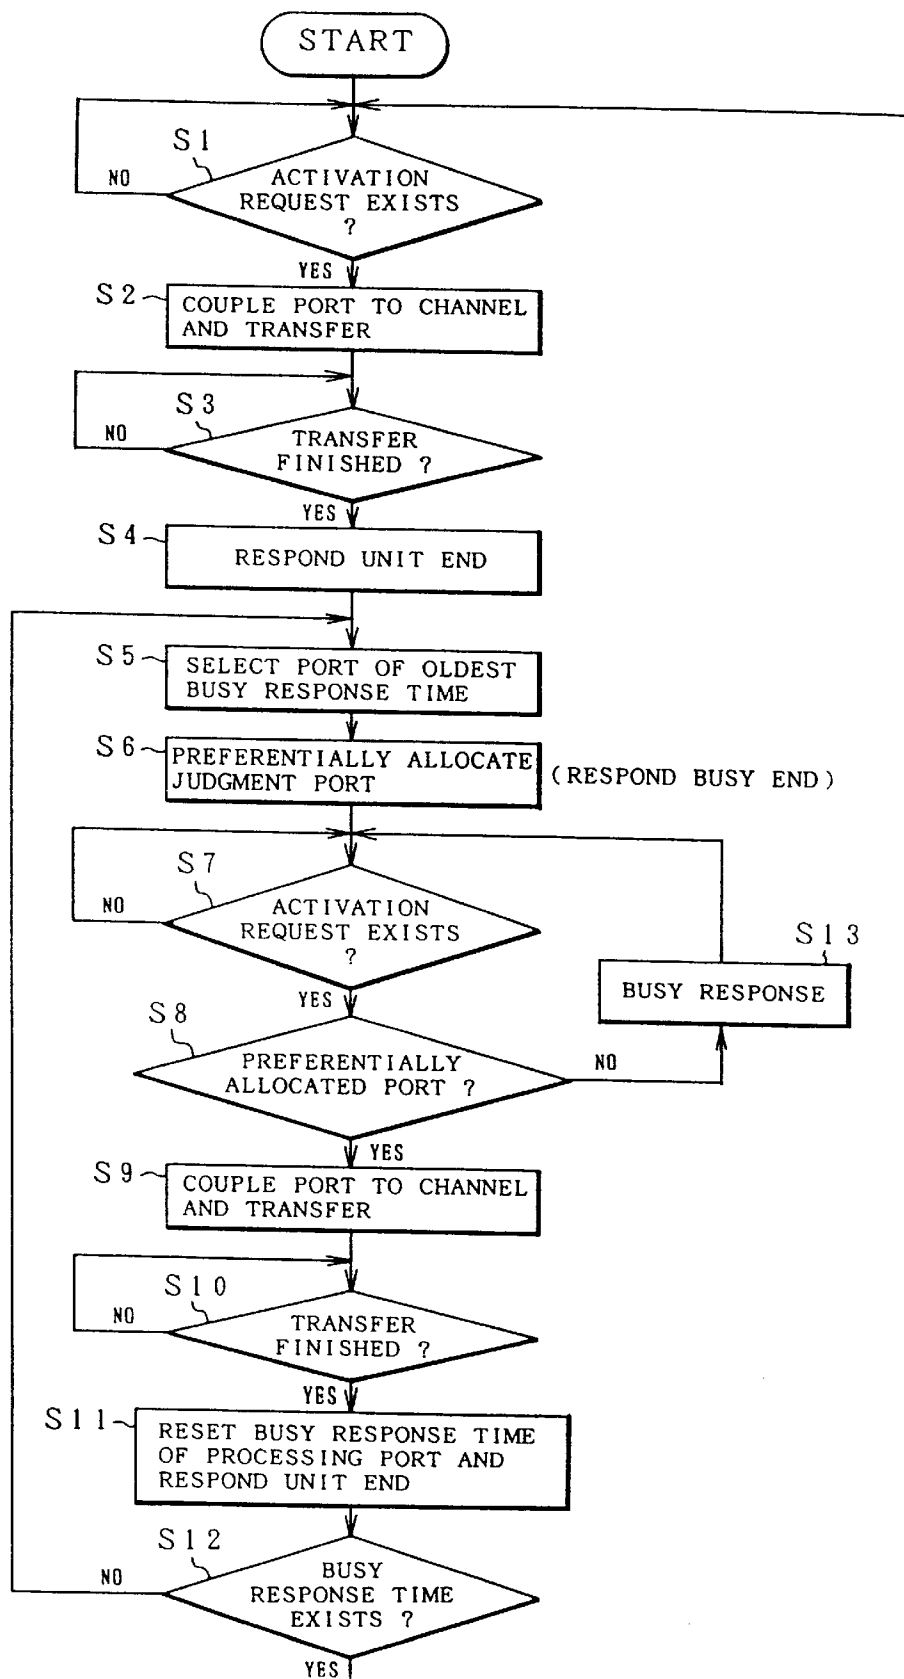 START
S1
NO
ACTIVATION
REQUEST EXISTS
?
YES
S2
COUPLE PORT TO CHANNEL
AND TRANSFER
S3
NO
TRANSFER
FINISHED ?
YES
S4
RESPOND UNIT END
S5
SELECT PORT OF OLDEST
BUSY RESPONSE TIME
S6
PREFERENTIALLY ALLOCATE
JUDGMENT PORT
(RESPOND BUSY END)
S7
NO
ACTIVATION
REQUEST EXISTS
?
YES
S13
BUSY RESPONSE
S8
PREFERENTIALLY
ALLOCATED PORT ?
NO
YES
S9
COUPLE PORT TO CHANNEL
AND TRANSFER
S10
NO
TRANSFER
FINISHED ?
YES
S11
RESET BUSY RESPONSE TIME
OF PROCESSING PORT AND
RESPOND UNIT END
S12
NO
BUSY
RESPONSE TIME
EXISTS ?
YES